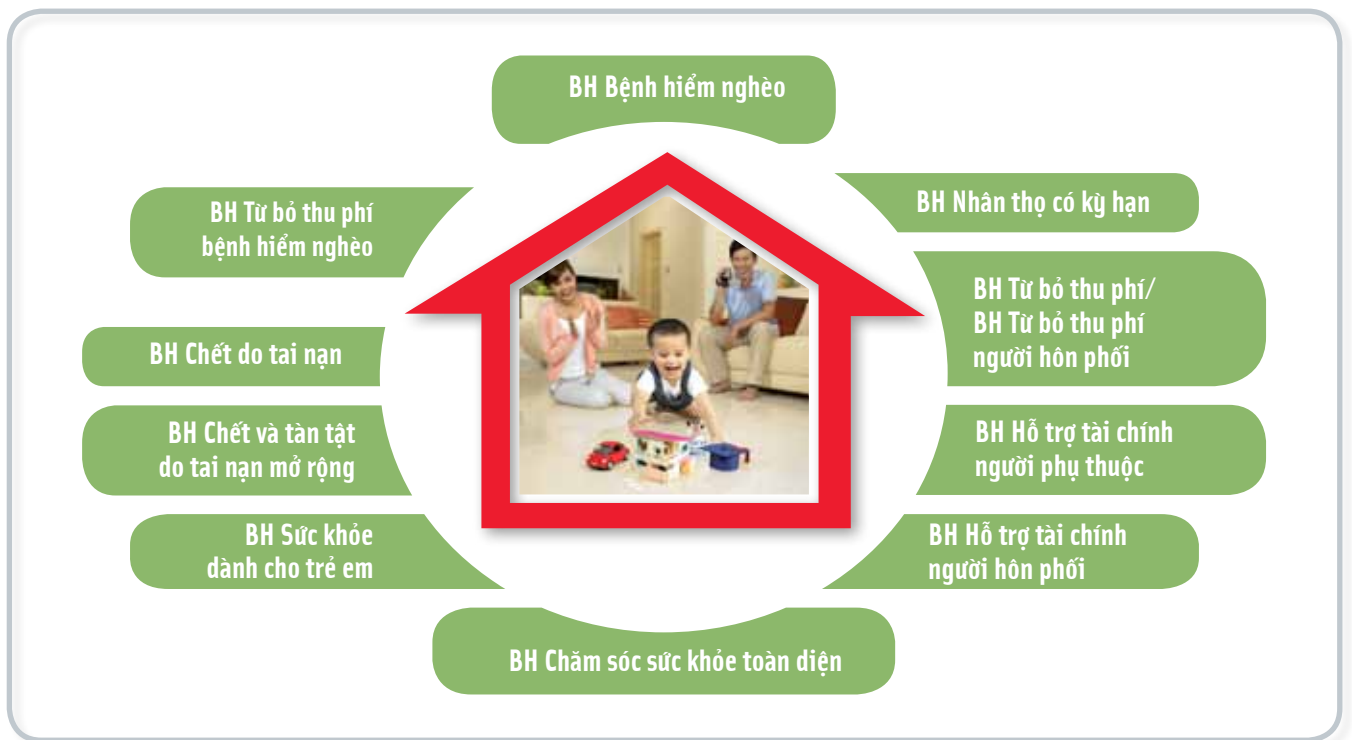 BH Bệnh hiểm nghèo
BH Từ bỏ thu phí
bệnh hiểm nghèo
BH Chết do tai nạn
BH Chết và tàn tật
do tai nạn mở rộng
BH Sức khỏe
dành cho trẻ em
BH Nhân thọ có kỳ hạn
BH Từ bỏ thu phí/
BH Từ bỏ thu phí
người hôn phối
BH Hỗ trợ tài chính
người phụ thuộc
BH Hỗ trợ tài chính
người hôn phối
BH Chăm sóc sức khỏe toàn diện